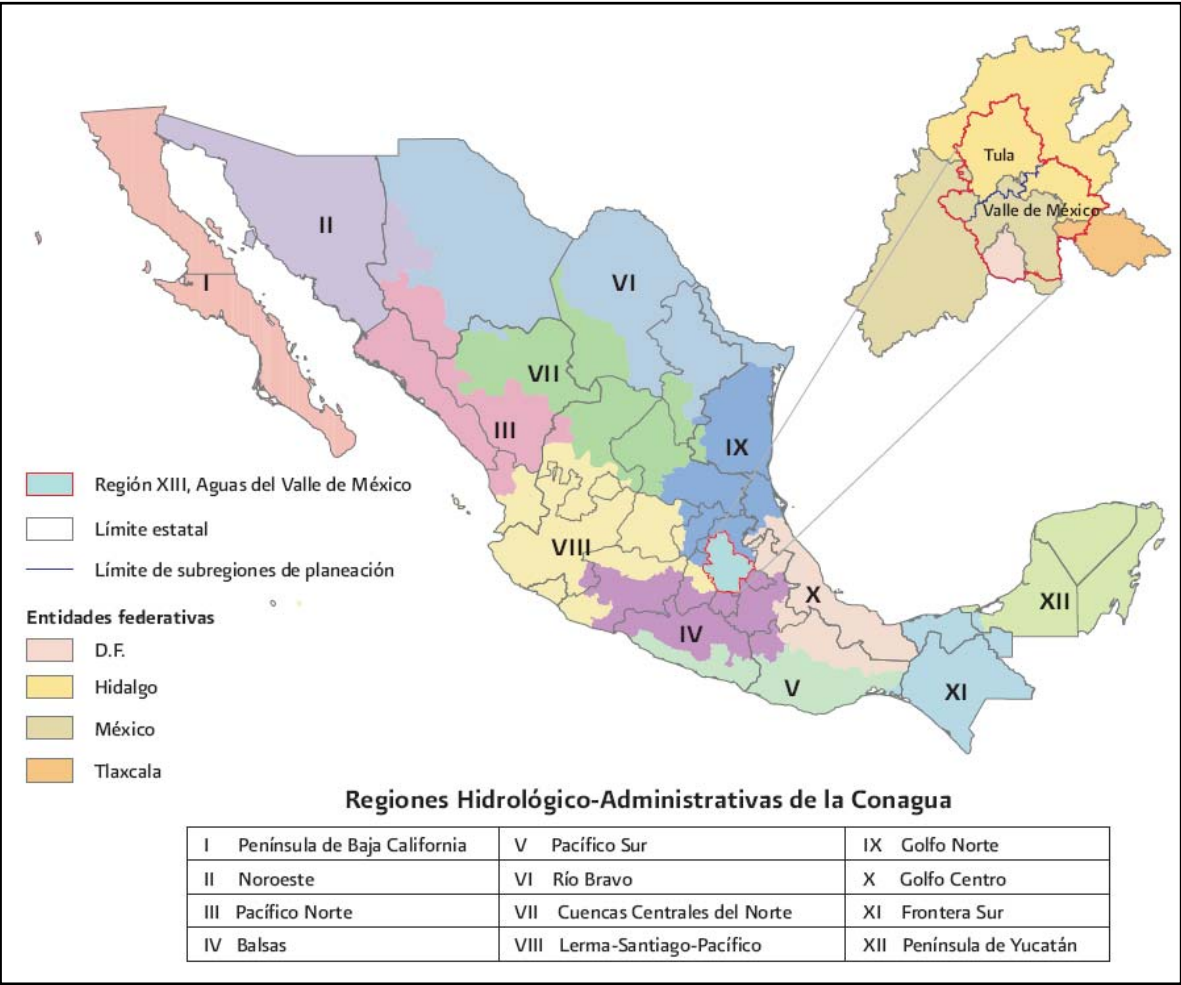 Tula
Valle de México
II
I
VI
VII
III
IX
VIII
X
XII
IV
V
XI
Región XIII, Aguas del Valle de México
Límite estatal
Límite de subregiones de planeación
Entidades federativas
D.F.
Hidalgo
México
Tlaxcala
Regiones Hidrológico-Administrativas de la Conagua
I Península de Baja California V Pacífico Sur IX Golfo Norte
II Noroeste VI Río Bravo X Golfo Centro
III Pacífico Norte VII Cuencas Centrales del Norte XI Frontera Sur
IV Balsas VIII Lerma-Santiago-Pacífico XII Península de Yucatán